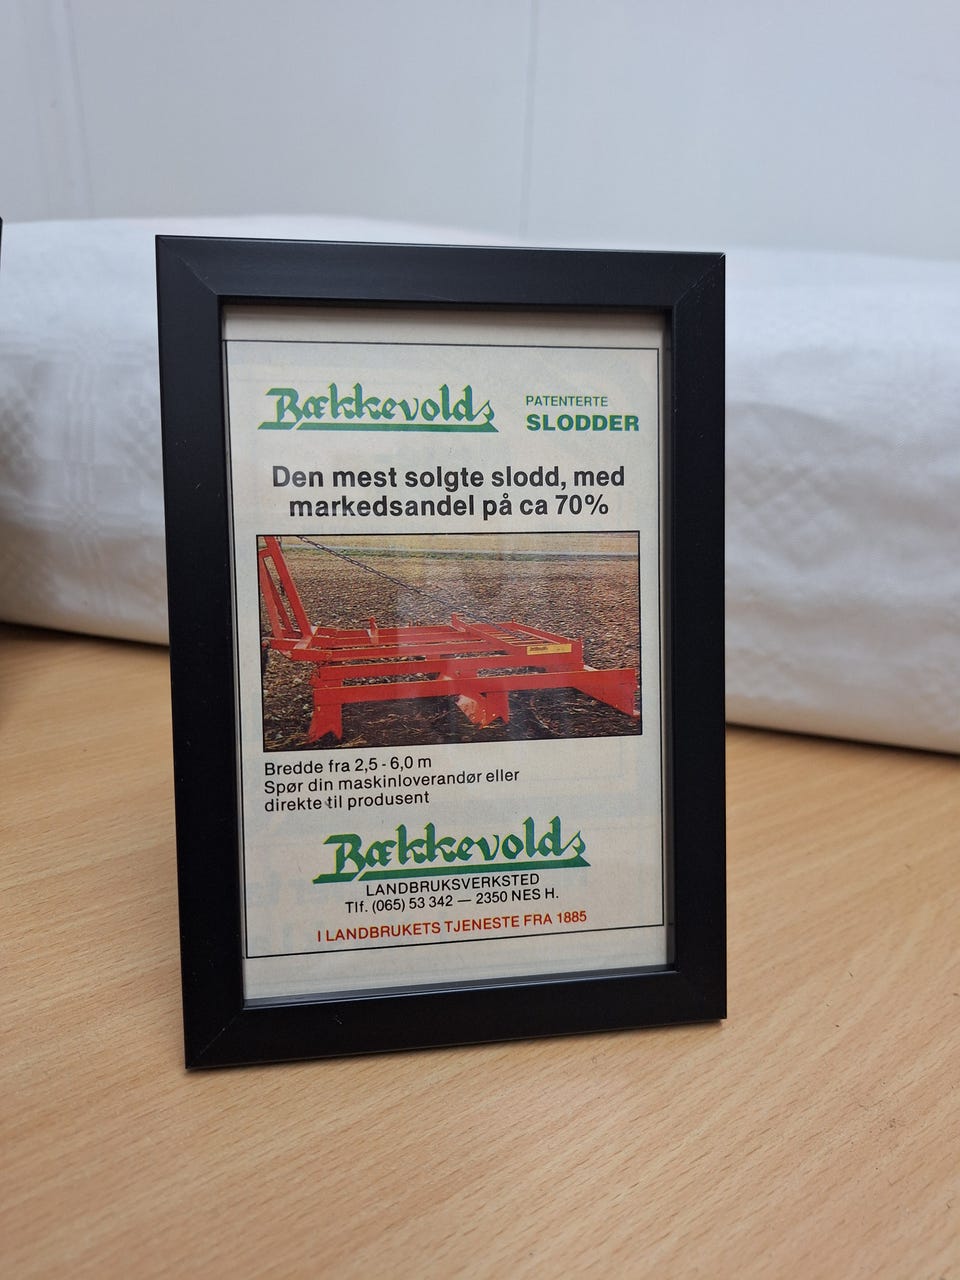 Bækkevolds
PATENTERTE
SLODDER
Den mest solgte slodd, med
markedsandel på ca 70%
Bredde fra 2,5 - 6,0 m
Spør din maskinloverandør eller
direkte til produsent
Bækkevolds
LANDBRUKSVERKSTED
Tlf. (065) 53 342 — 2350 NES H.
I LANDBRUKETS TJENESTE FRA 1885